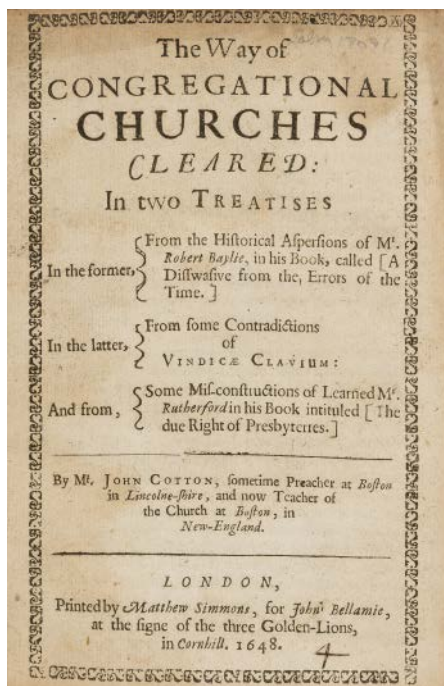 The Way of
CONGREGATIONAL
CHURCHES
CLEARED:
In two TREATISES
From the Hiſtorical Aſperſions of Mr.
Robert Baylie, in his Book, called [A
In the former,
Diſſwaſive from the, Errors of the
Time.]
From ſome Contradictions
In the latter,
of
VINDICÆ CLAVIUM:
Some Miſ-conſtructions of Learned Mr.
And from,
Rutherford in his Book intituled [The
due Right of Presbyterres.]
By Mr. JOHN COTTON, ſometime Preacher at Boſton
in Lincolne-ſhire, and now Teacher of
the Church at Boſton, in
New-England.
LONDON,
Printed by Matthew Simmons, for John Bellamie,
at the ſigne of the three Golden-Lions,
in Cornhill. 1648.
4